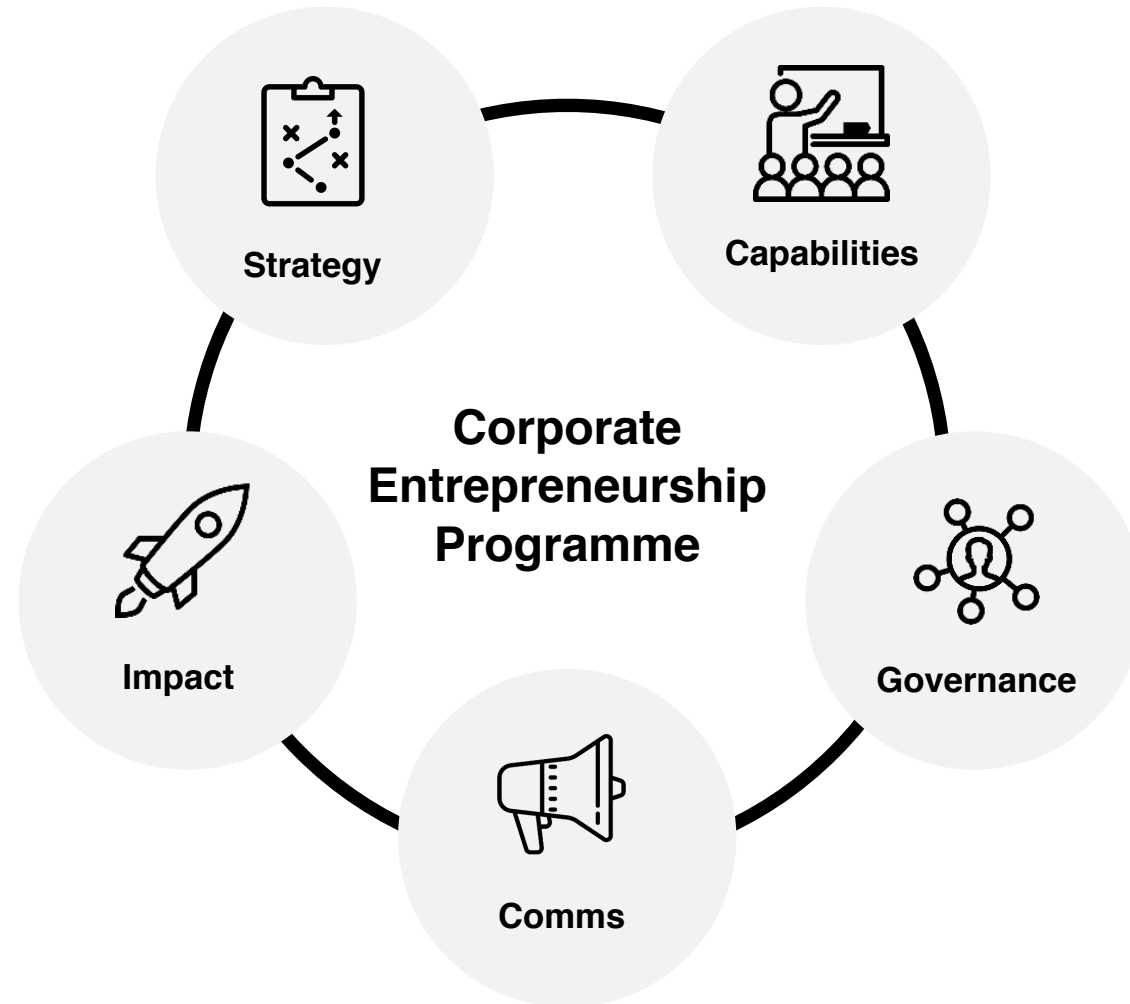 Strategy
Capabilities
Corporate
Entrepreneurship
Programme
Impact
Governance
Comms